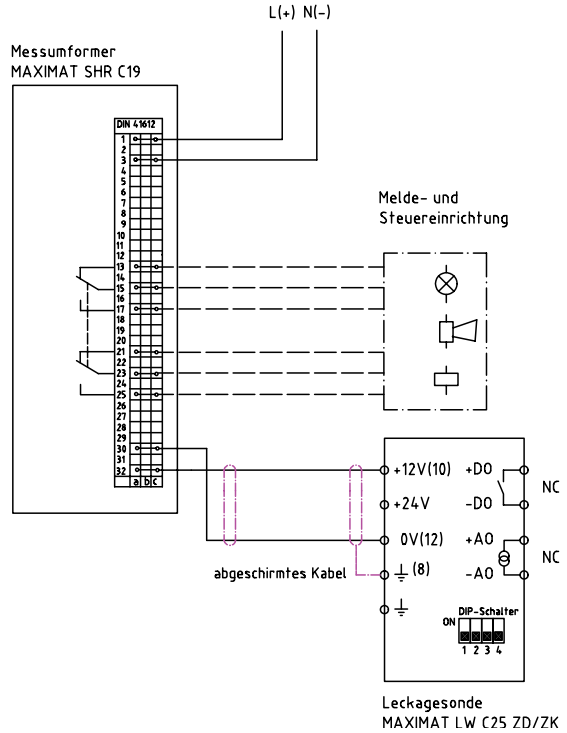 L(+) N(-)
Messumformer
MAXIMAT SHR C19
DIN 41612
1
2
3
4
5
6
7
8
9
10
11
12
13
14
15
16
17
18
19
20
21
22
23
24
25
26
27
28
29
30
31
32
a b c
Melde- und
Steuereinrichtung
+12V(10) +DO
NC
+24V -DO
0V(12) +AO
NC
(8) -AO
abgeschirmtes Kabel
DIP-Schalter
ON
1 2 3 4
Leckagesonde
MAXIMAT LW C25 ZD/ZK